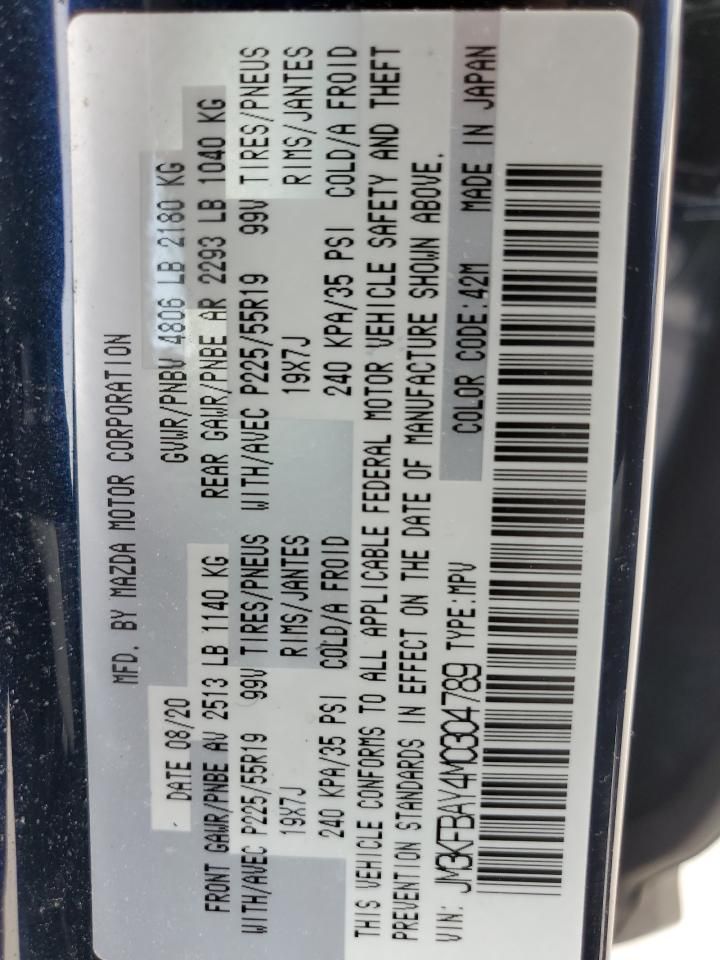 MFD. BY MAZDA MOTOR CORPORATION
DATE 08/20 GVWR/PNBV 4806 LB 2180 KG
FRONT GAWR/PNBE AV 2513 LB 1140 KG REAR GAWR/PNBE AR 2293 LB 1040 KG
WITH/AVEC P225/55R19 99V TIRES/PNEUS WITH/AVEC P225/55R19 99V TIRES/PNEUS
19X7J RIMS/JANTES 19X7J RIMS/JANTES
240 KPA/35 PSI COLD/A FROID 240 KPA/35 PSI COLD/A FROID
THIS VEHICLE CONFORMS TO ALL APPLICABLE FEDERAL MOTOR VEHICLE SAFETY AND THEFT
PREVENTION STANDARDS IN EFFECT ON THE DATE OF MANUFACTURE SHOWN ABOVE.
VIN: JM3KFBAY4M0304789 TYPE:MPV COLOR CODE:42M MADE IN JAPAN